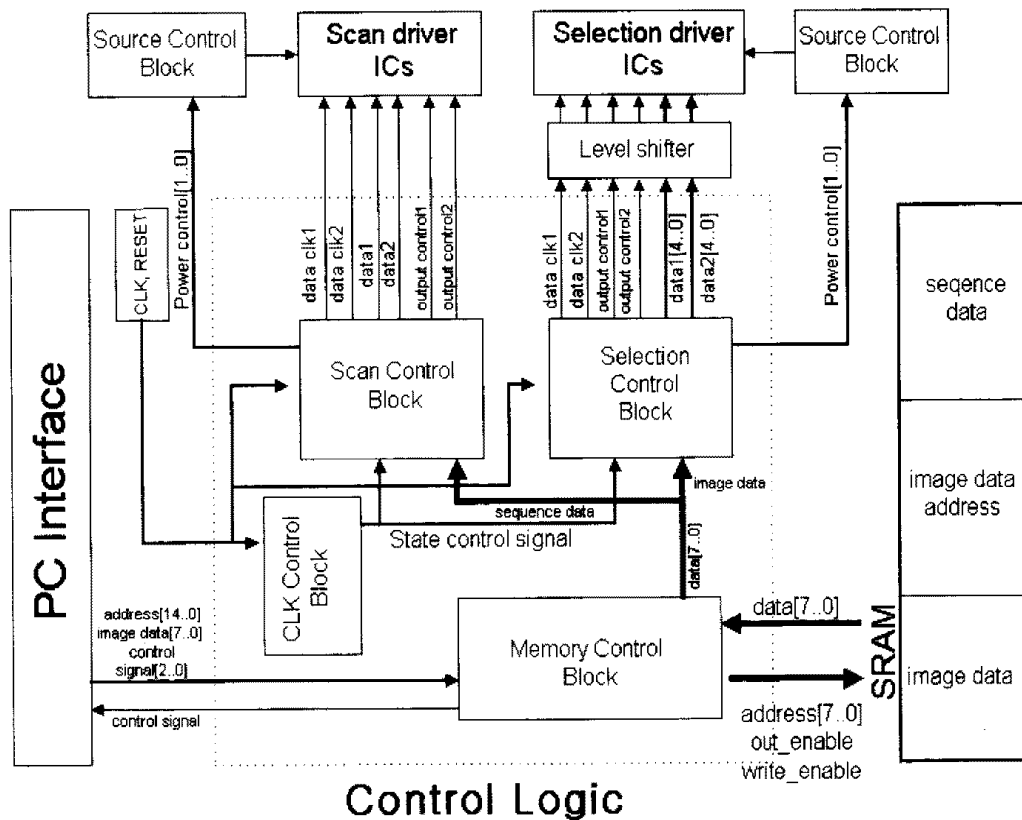 Source Control
Block
Scan driver
ICs
Selection driver
ICs
Source Control
Block
Level shifter
Power control[1..0]
CLK, RESET
data clk1
data clk2
data1
data2
output control1
output control2
data clk1
data clk2
output control1
output control2
data1[4..0]
data2[4..0]
Power control[1..0]
PC Interface
Scan Control
Block
Selection
Control
Block
seqence
data
image data
address
image data
SRAM
image data
sequence data
State control signal
CLK Control
Block
data[7..0]
address[14..0]
image data[7..0]
control
signal[2..0]
control signal
Memory Control
Block
data[7..0]
address[7..0]
out_enable
write_enable
Control Logic